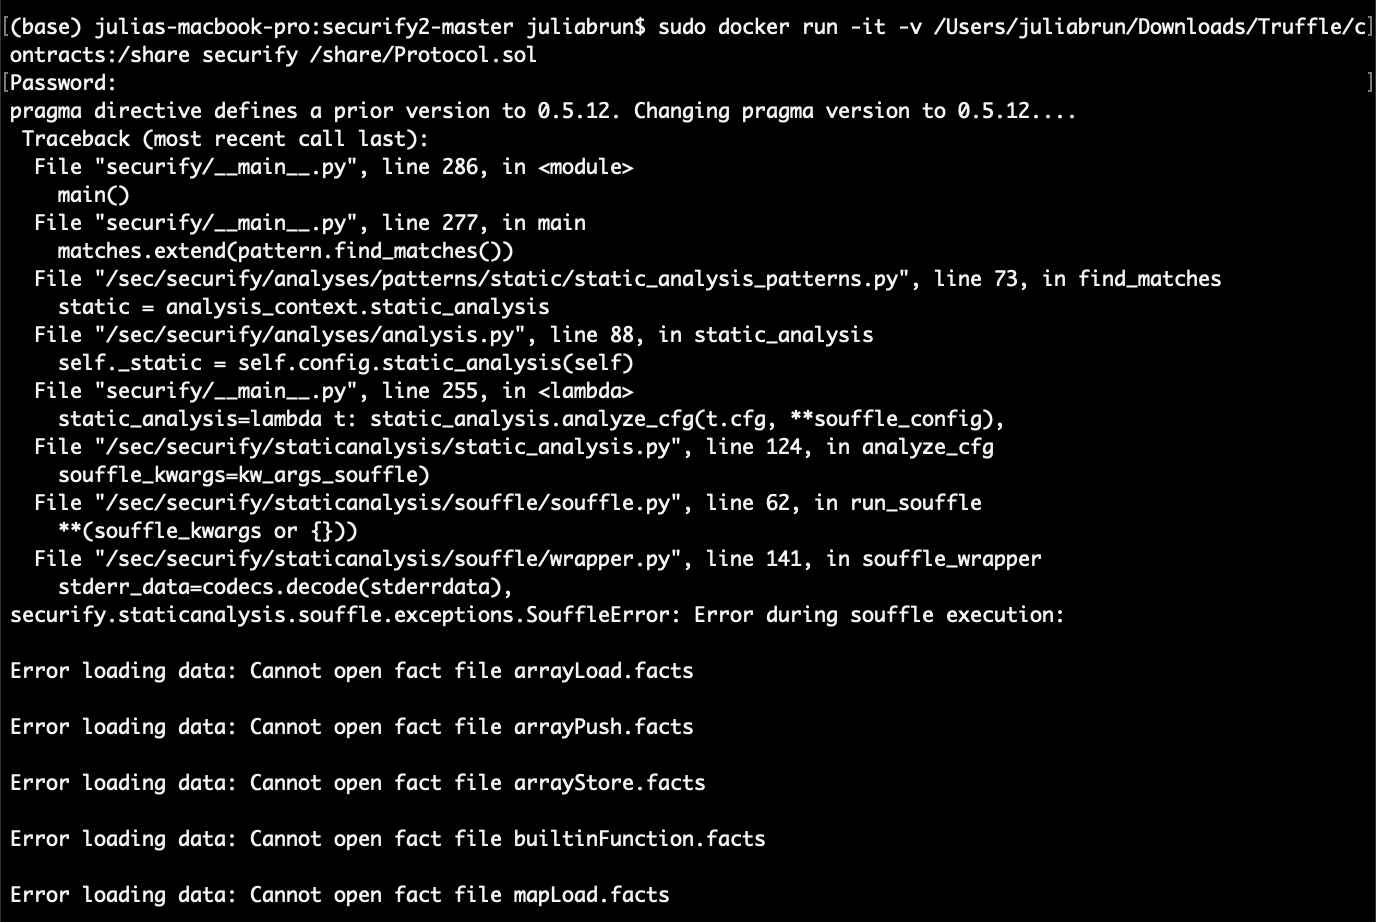 [(base) julias-macbook-pro:securify2-master juliabrun$ sudo docker run -it -v /Users/juliabrun/Downloads/Truffle/c]
ontracts:/share securify /share/Protocol.sol
[Password: ]
pragma directive defines a prior version to 0.5.12. Changing pragma version to 0.5.12....
 Traceback (most recent call last):
  File "securify/__main__.py", line 286, in <module>
    main()
  File "securify/__main__.py", line 277, in main
    matches.extend(pattern.find_matches())
  File "/sec/securify/analyses/patterns/static/static_analysis_patterns.py", line 73, in find_matches
    static = analysis_context.static_analysis
  File "/sec/securify/analyses/analysis.py", line 88, in static_analysis
    self._static = self.config.static_analysis(self)
  File "securify/__main__.py", line 255, in <lambda>
    static_analysis=lambda t: static_analysis.analyze_cfg(t.cfg, **souffle_config),
  File "/sec/securify/staticanalysis/static_analysis.py", line 124, in analyze_cfg
    souffle_kwargs=kw_args_souffle)
  File "/sec/securify/staticanalysis/souffle/souffle.py", line 62, in run_souffle
    **(souffle_kwargs or {}))
  File "/sec/securify/staticanalysis/souffle/wrapper.py", line 141, in souffle_wrapper
    stderr_data=codecs.decode(stderrdata),
securify.staticanalysis.souffle.exceptions.SouffleError: Error during souffle execution:
Error loading data: Cannot open fact file arrayLoad.facts
Error loading data: Cannot open fact file arrayPush.facts
Error loading data: Cannot open fact file arrayStore.facts
Error loading data: Cannot open fact file builtinFunction.facts
Error loading data: Cannot open fact file mapLoad.facts